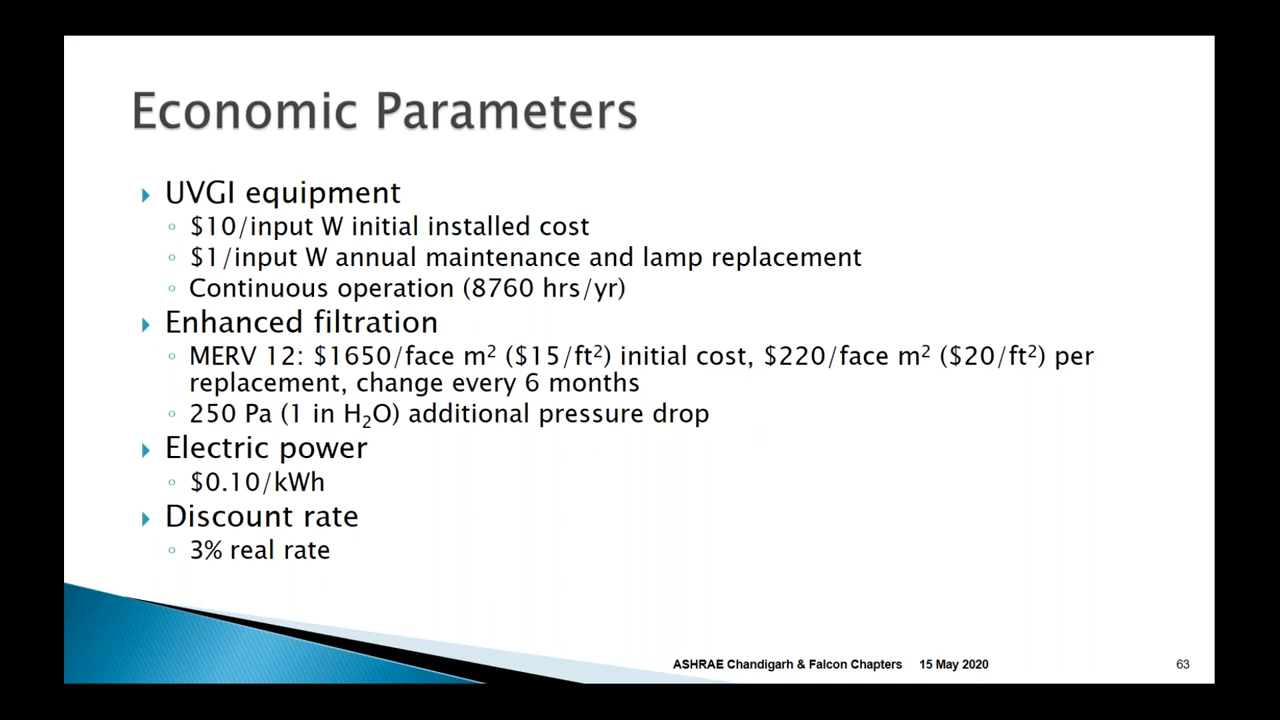 Economic Parameters
UVGI equipment
$10/input W initial installed cost
$1/input W annual maintenance and lamp replacement
Continuous operation (8760 hrs/yr)
Enhanced filtration
MERV 12: $1650/face m² ($15/ft²) initial cost, $220/face m² ($20/ft²) per
replacement, change every 6 months
250 Pa (1 in H₂O) additional pressure drop
Electric power
$0.10/kWh
Discount rate
3% real rate
ASHRAE Chandigarh & Falcon Chapters 15 May 2020 63